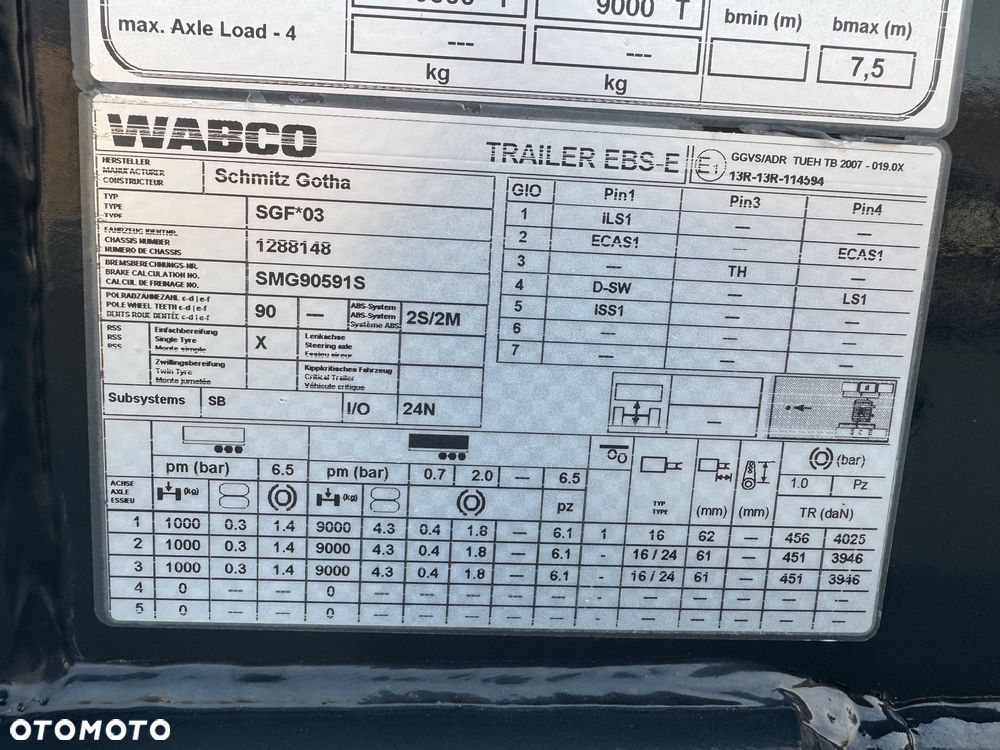 9000 T
max. Axle Load - 4
---
---
bmin (m)
bmax (m)
7,5
kg
kg
WABCO
TRAILER EBS-E
E1
GGVS/ADR TUEH TB 2007 - 019.0X
13R-13R-114594
HERSTELLER
MANUFACTURER
CONSTRUCTEUR
Schmitz Gotha
TYP
TYPE
TYPE
SGF*03
FAHRZEUG IDENTNR.
CHASSIS NUMBER
NUMERO DE CHASSIS
1288148
BREMSBERECHNUNGS-NR.
BRAKE CALCULATION NO.
CALCUL DE FREINAGE NO.
SMG90591S
POLRADZAHNEZAHL c-d | e-f
POLE WHEEL TEETH c-d | e-f
DENTS ROUE DENTÉE c-d | e-f
90 —
ABS-System
ABS-System
Système ABS
2S/2M
RSS
RSS
RSS
Einfachbereifung
Single Tyre
Monte simple
X
Lenkachse
Steering axle
Essieu vireur
Zwillingsbereifung
Twin Tyre
Monte jumelée
Kippkritisches Fahrzeug
Critical Trailer
Véhicule critique
Subsystems SB I/O 24N
GIO Pin1 Pin3 Pin4
1 iLS1 — —
2 ECAS1 — ECAS1
3 — TH —
4 D-SW — LS1
5 ISS1 — —
6 — — —
7 — — —
—
pm (bar) 6.5 pm (bar) 0.7 2.0 — 6.5
(bar)
1.0 Pz
ACHSE
AXLE
ESSIEU
(kg) (kg) pz
TYP
TYPE
(mm) (mm) TR (daN)
1 1000 0.3 1.4 9000 4.3 0.4 1.8 — 6.1 1 16 62 — 456 4025
2 1000 0.3 1.4 9000 4.3 0.4 1.8 — 6.1 - 16 / 24 61 — 451 3946
3 1000 0.3 1.4 9000 4.3 0.4 1.8 — 6.1 - 16 / 24 61 — 451 3946
4 0 --- --- 0 — — — — — - — — — — —
5 0 --- --- 0 — — — — — - — — — — —
OTOMOTO